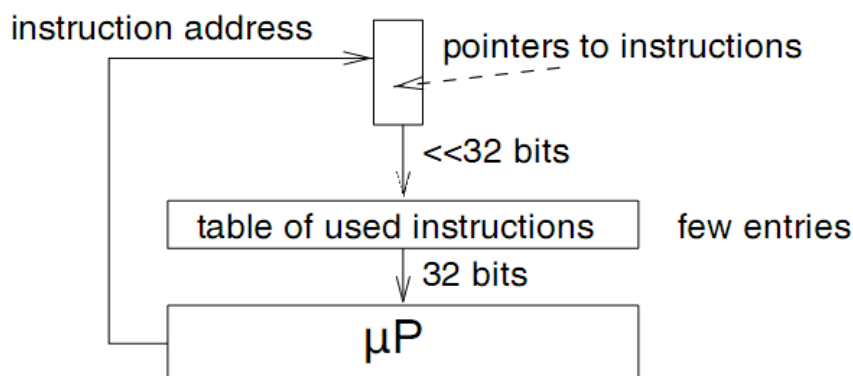 instruction address
pointers to instructions
<<32 bits
table of used instructions
few entries
32 bits
µP